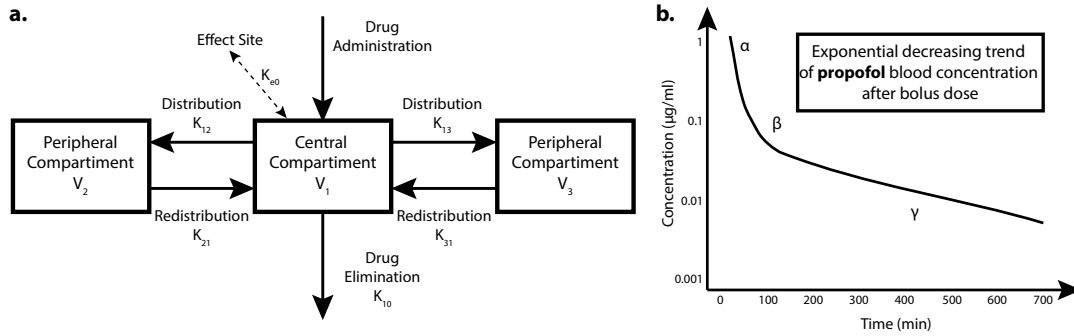 a.
Drug
Administration
Effect Site
Ke0
Distribution
K12
Distribution
K13
Peripheral
Compartiment
V2
Central
Compartment
V1
Peripheral
Compartment
V3
Redistribution
K21
Redistribution
K31
Drug
Elimination
K10
b.
Concentration (µg/ml)
1
0.1
0.01
0.001
α
β
γ
Exponential decreasing trend
of propofol blood concentration
after bolus dose
0 100 200 300 400 500 600 700
Time (min)